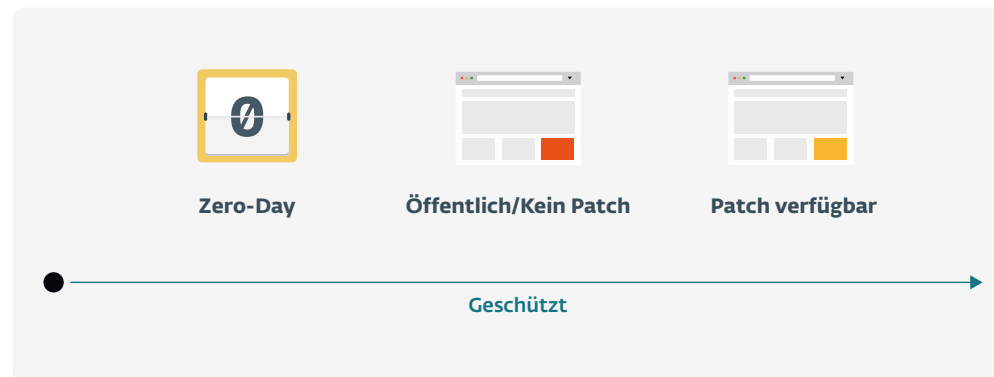 0
Zero-Day
Öffentlich/Kein Patch
Patch verfügbar
Geschützt